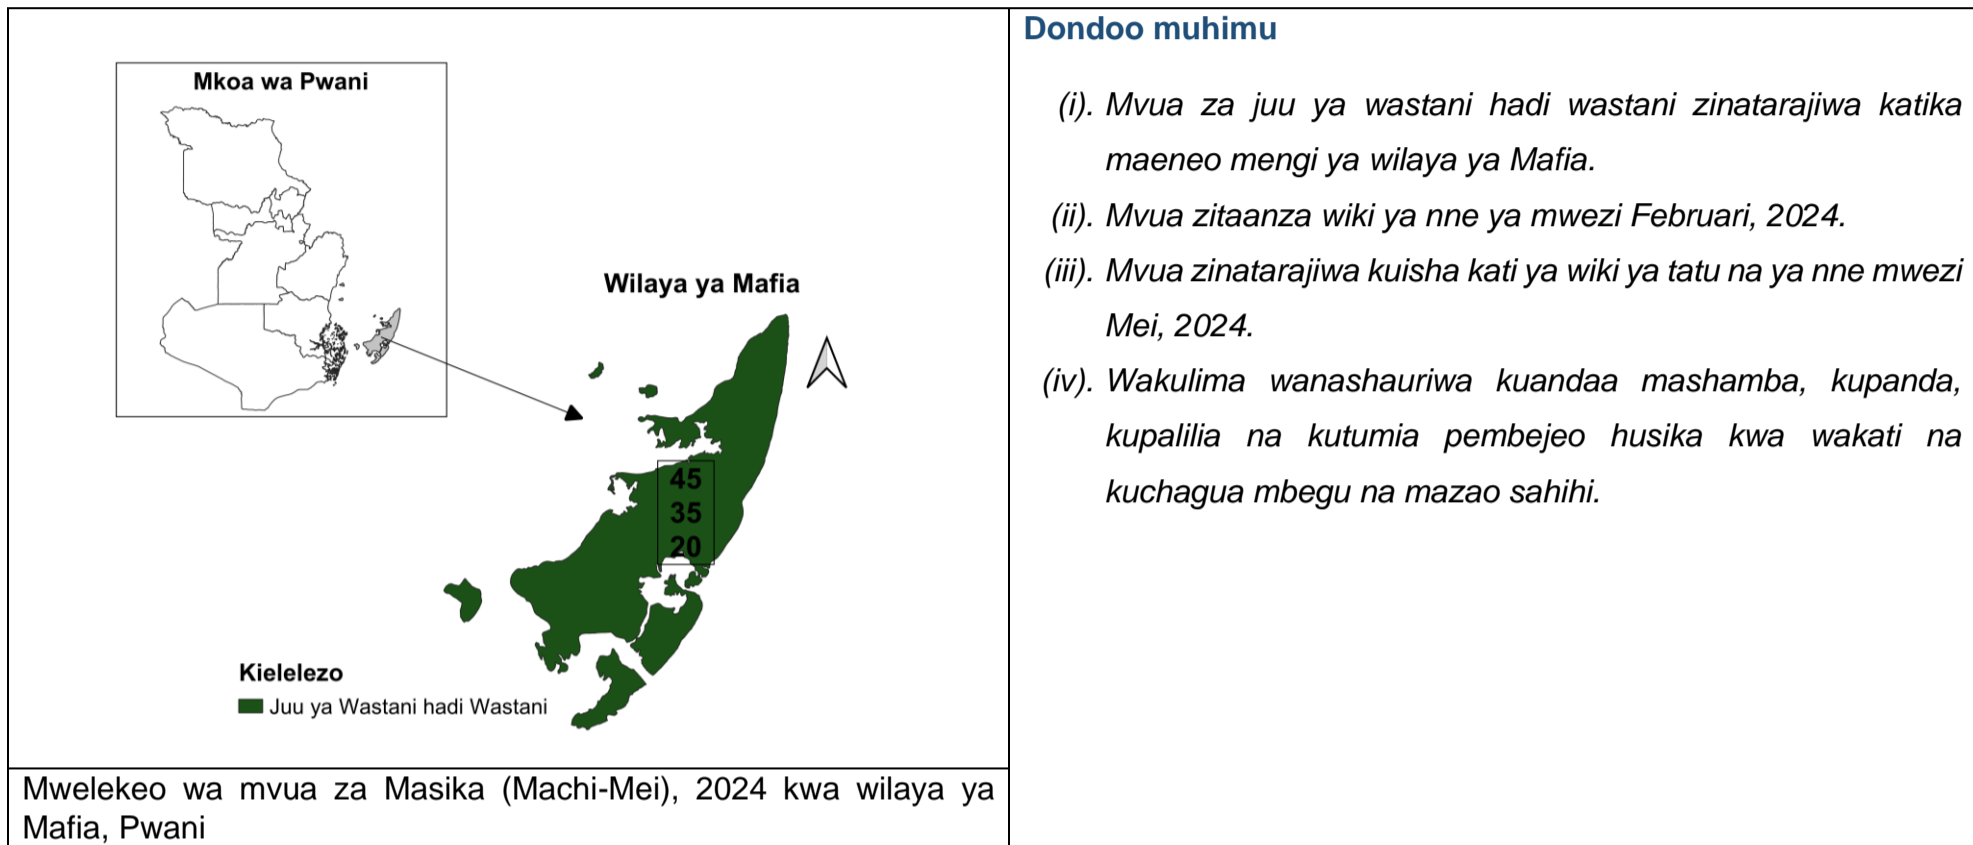 Mkoa wa Pwani
Wilaya ya Mafia
45
35
20
Kielelezo
Juu ya Wastani hadi Wastani
Mwelekeo wa mvua za Masika (Machi-Mei), 2024 kwa wilaya ya
Mafia, Pwani
Dondoo muhimu
(i). Mvua za juu ya wastani hadi wastani zinatarajiwa katika
maeneo mengi ya wilaya ya Mafia.
(ii). Mvua zitaanza wiki ya nne ya mwezi Februari, 2024.
(iii). Mvua zinatarajiwa kuisha kati ya wiki ya tatu na ya nne mwezi
Mei, 2024.
(iv). Wakulima wanashauriwa kuandaa mashamba, kupanda,
kupalilia na kutumia pembejeo husika kwa wakati na
kuchagua mbegu na mazao sahihi.